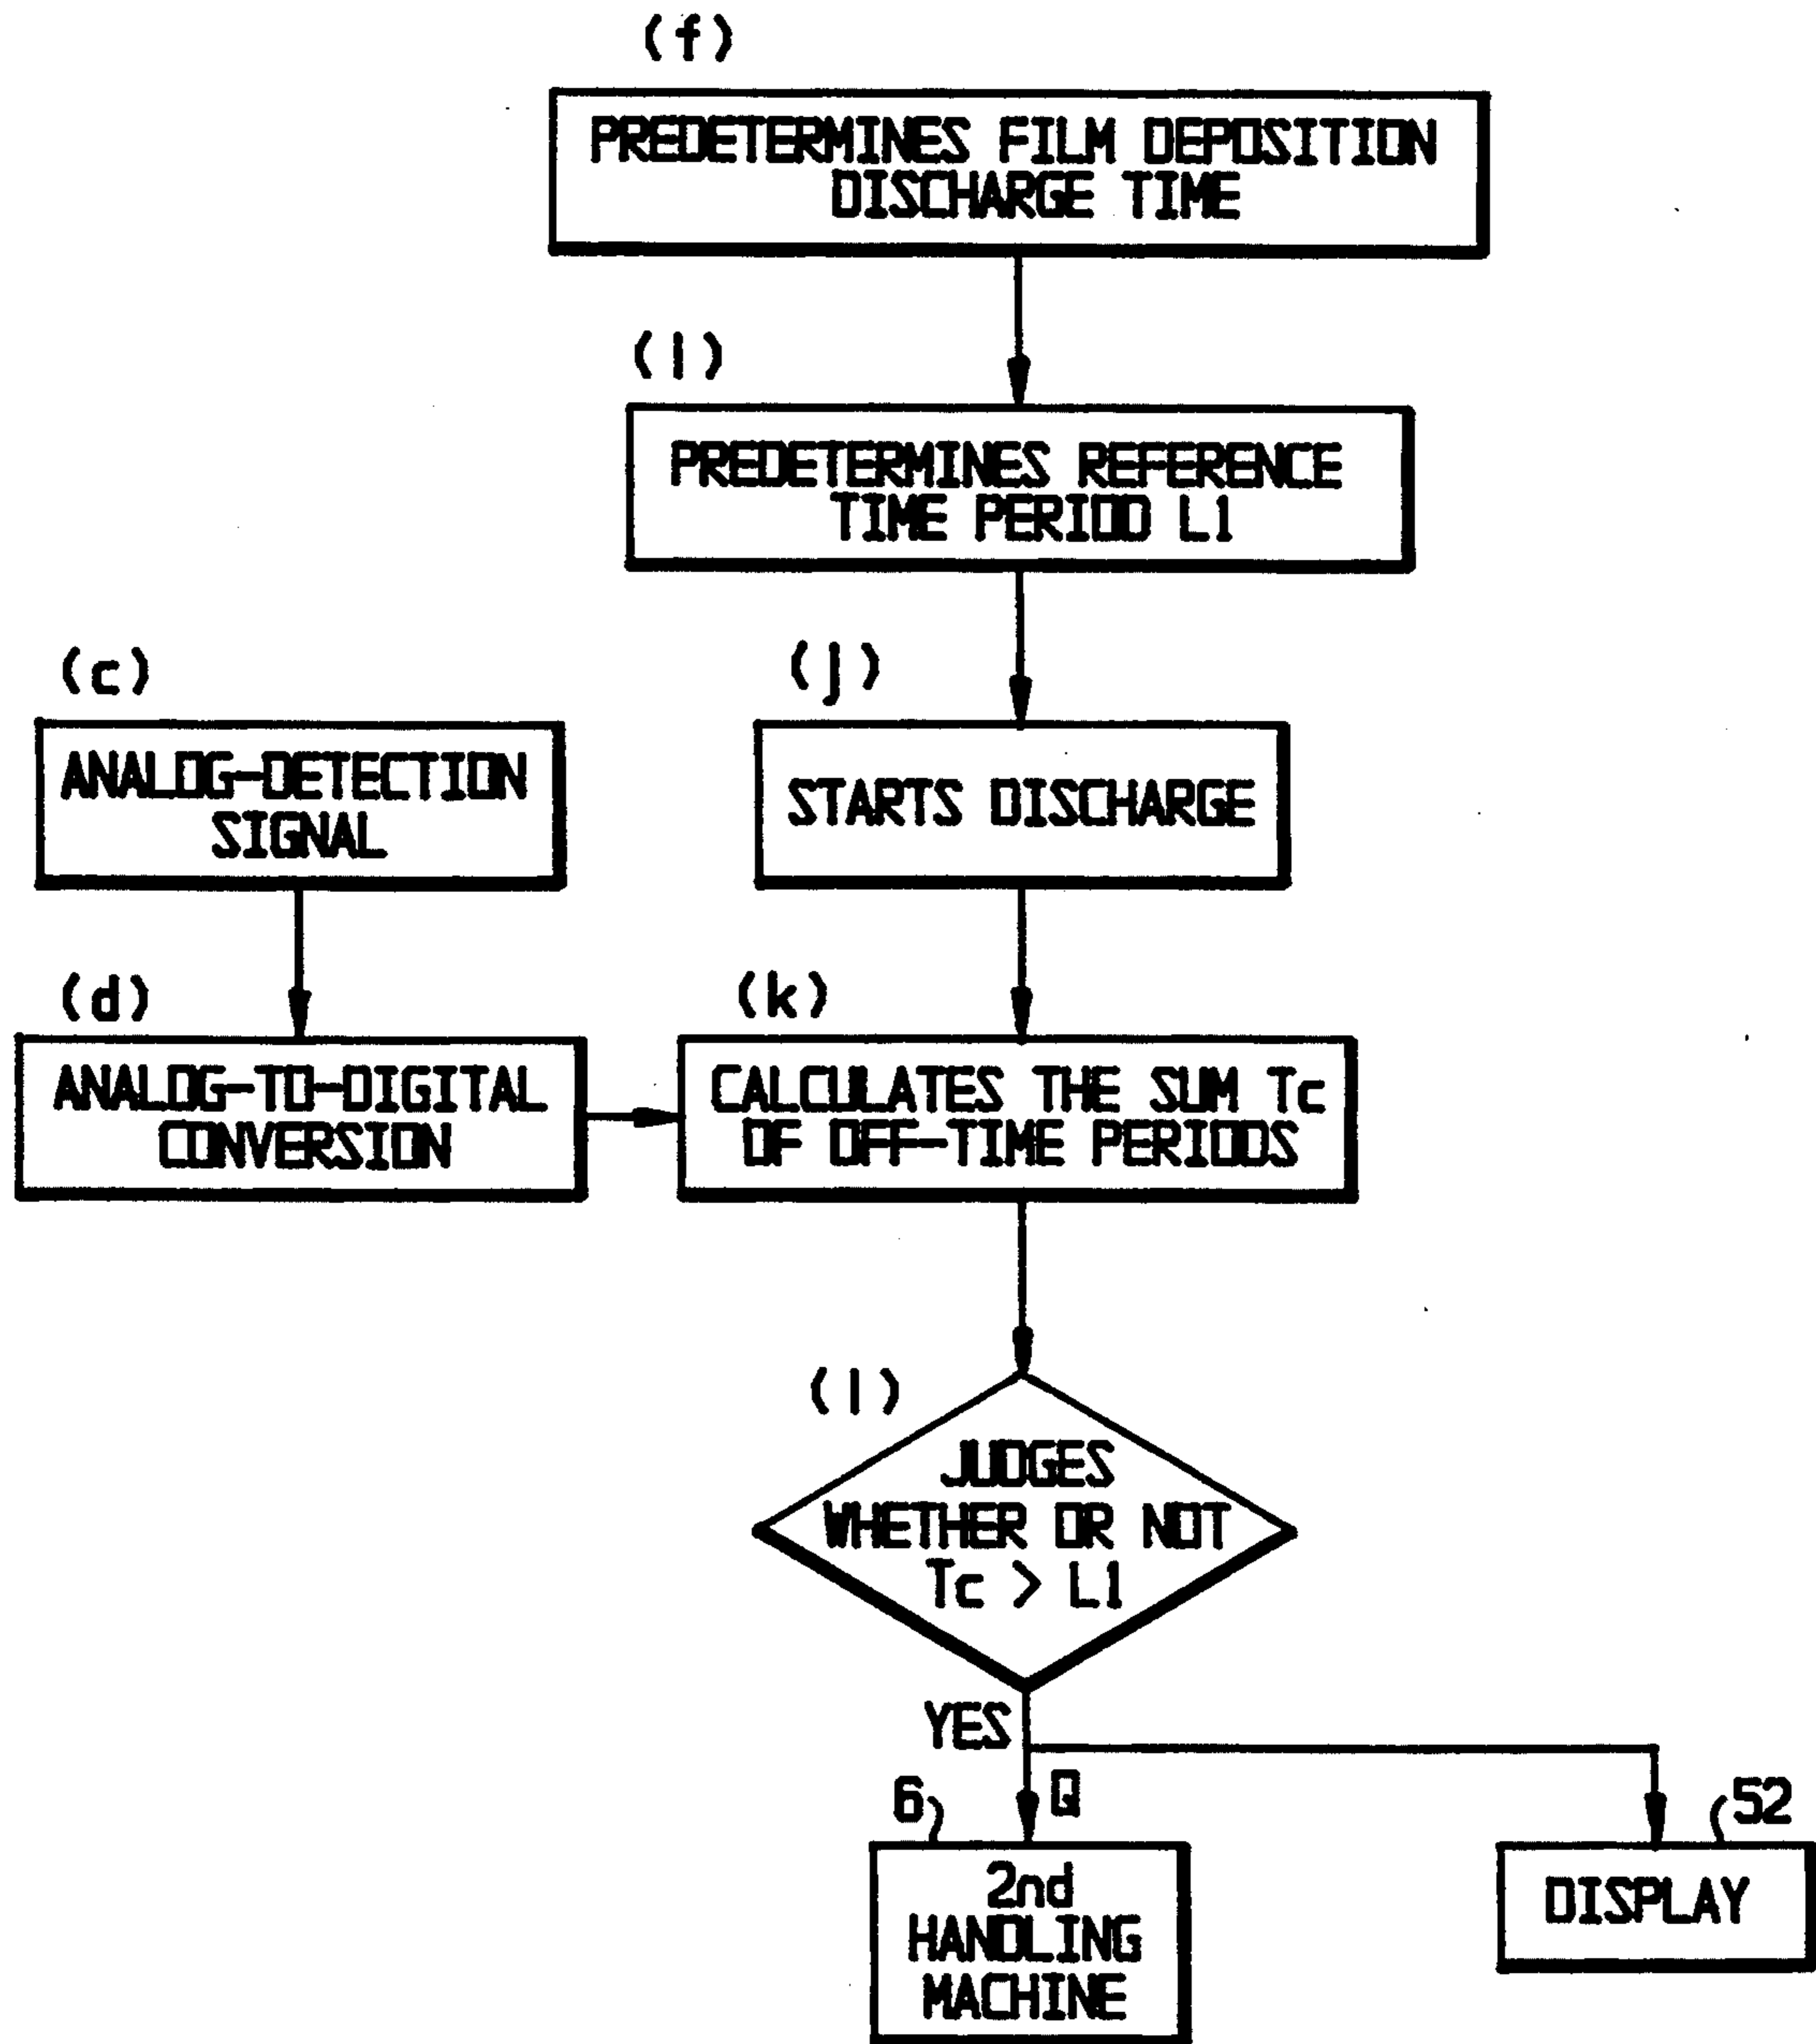 (f)
PREDETERMINES FILM DEPOSITION
DISCHARGE TIME
(i)
PREDETERMINES REFERENCE
TIME PERIOD L1
(c)
ANALOG-DETECTION
SIGNAL
(j)
STARTS DISCHARGE
(d)
ANALOG-TO-DIGITAL
CONVERSION
(k)
CALCULATES THE SUM Tc
OF OFF-TIME PERIODS
(l)
JUDGES
WHETHER OR NOT
Tc > L1
YES
6
Q
52
2nd
HANDLING
MACHINE
DISPLAY